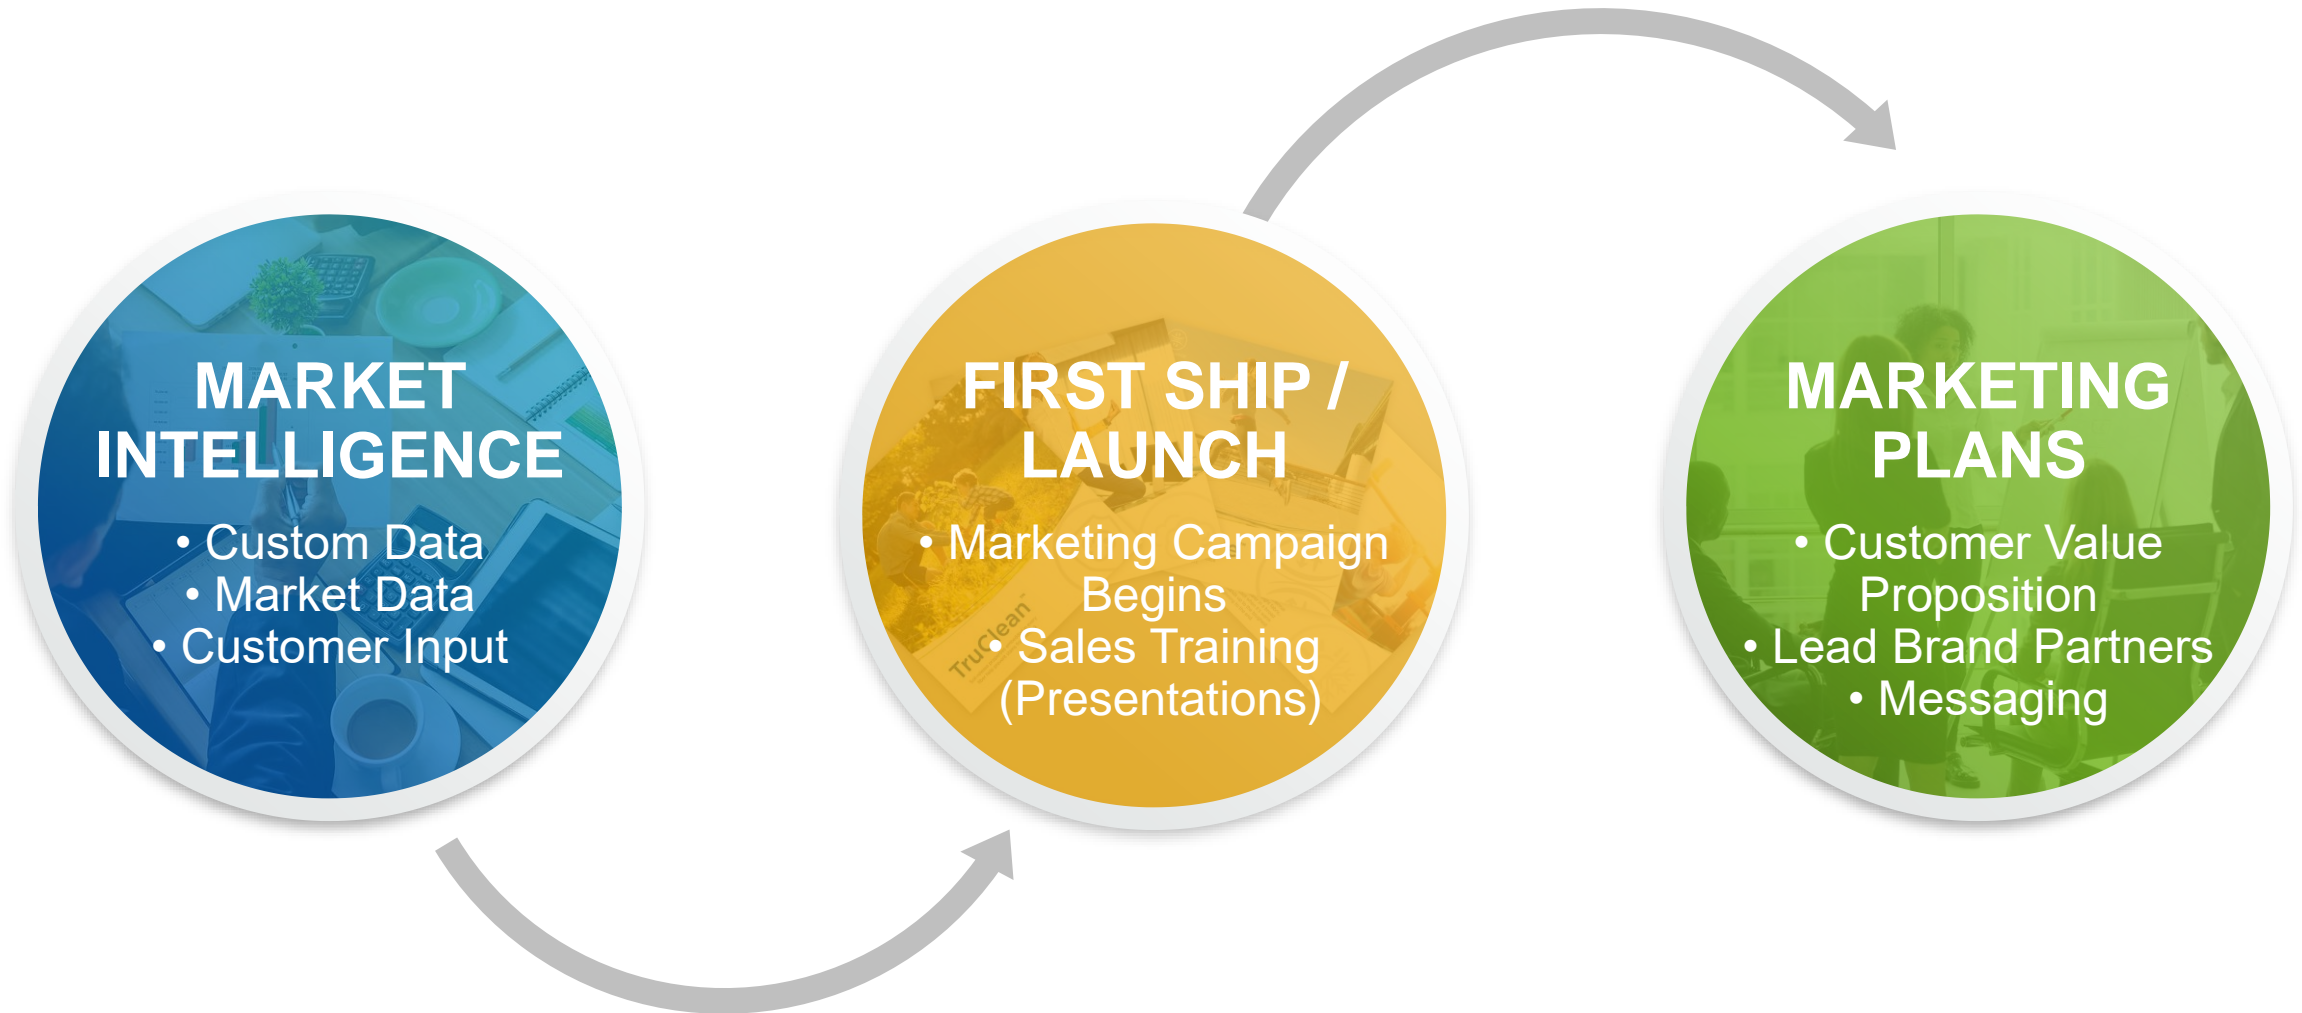 MARKET
INTELLIGENCE
• Custom Data
• Market Data
• Customer Input
FIRST SHIP /
LAUNCH
• Marketing Campaign
Begins
• Sales Training
(Presentations)
TruClean
MARKETING
PLANS
• Customer Value
Proposition
• Lead Brand Partners
• Messaging